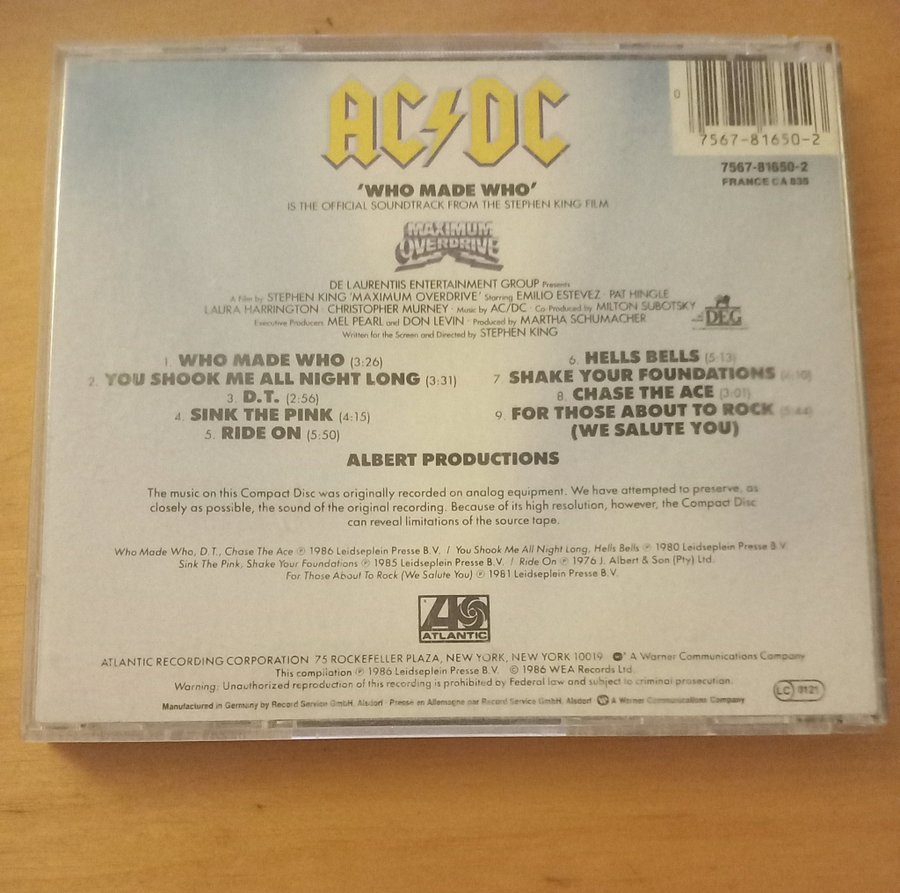 AC/DC
0
7567-81650-2
7567-81650-2
FRANCE CA 835
'WHO MADE WHO'
IS THE OFFICIAL SOUNDTRACK FROM THE STEPHEN KING FILM
MAXIMUM
OVERDRIVE
DE LAURENTIIS ENTERTAINMENT GROUP Presents
A Film by STEPHEN KING 'MAXIMUM OVERDRIVE' Starring EMILIO ESTEVEZ · PAT HINGLE
LAURA HARRINGTON · CHRISTOPHER MURNEY · Music by AC/DC · Co Produced by MILTON SUBOTSKY
Executive Producers MEL PEARL and DON LEVIN · Produced by MARTHA SCHUMACHER
Written for the Screen and Directed by STEPHEN KING
DEG
1. WHO MADE WHO (3:26)
2. YOU SHOOK ME ALL NIGHT LONG (3:31)
3. D.T. (2:56)
4. SINK THE PINK (4:15)
5. RIDE ON (5:50)
6. HELLS BELLS (5:13)
7. SHAKE YOUR FOUNDATIONS (4:10)
8. CHASE THE ACE (3:01)
9. FOR THOSE ABOUT TO ROCK (5:44)
(WE SALUTE YOU)
ALBERT PRODUCTIONS
The music on this Compact Disc was originally recorded on analog equipment. We have attempted to preserve, as
closely as possible, the sound of the original recording. Because of its high resolution, however, the Compact Disc
can reveal limitations of the source tape.
Who Made Who, D.T., Chase The Ace ℗ 1986 Leidseplein Presse B.V. / You Shook Me All Night Long, Hells Bells ℗ 1980 Leidseplein Presse B.V.
Sink The Pink, Shake Your Foundations ℗ 1985 Leidseplein Presse B.V. / Ride On ℗ 1976 J. Albert & Son (Pty) Ltd.
For Those About To Rock (We Salute You) ℗ 1981 Leidseplein Presse B.V.
ATLANTIC
ATLANTIC RECORDING CORPORATION 75 ROCKEFELLER PLAZA, NEW YORK, NEW YORK 10019 A Warner Communications Company
This compilation ℗ 1986 Leidseplein Presse B.V. © 1986 WEA Records Ltd.
Warning: Unauthorized reproduction of this recording is prohibited by Federal law and subject to criminal prosecution.
LC 0121
Manufactured in Germany by Record Service GmbH, Alsdorf · Presse en Allemagne par Record Service GmbH, Alsdorf A Warner Communications Company